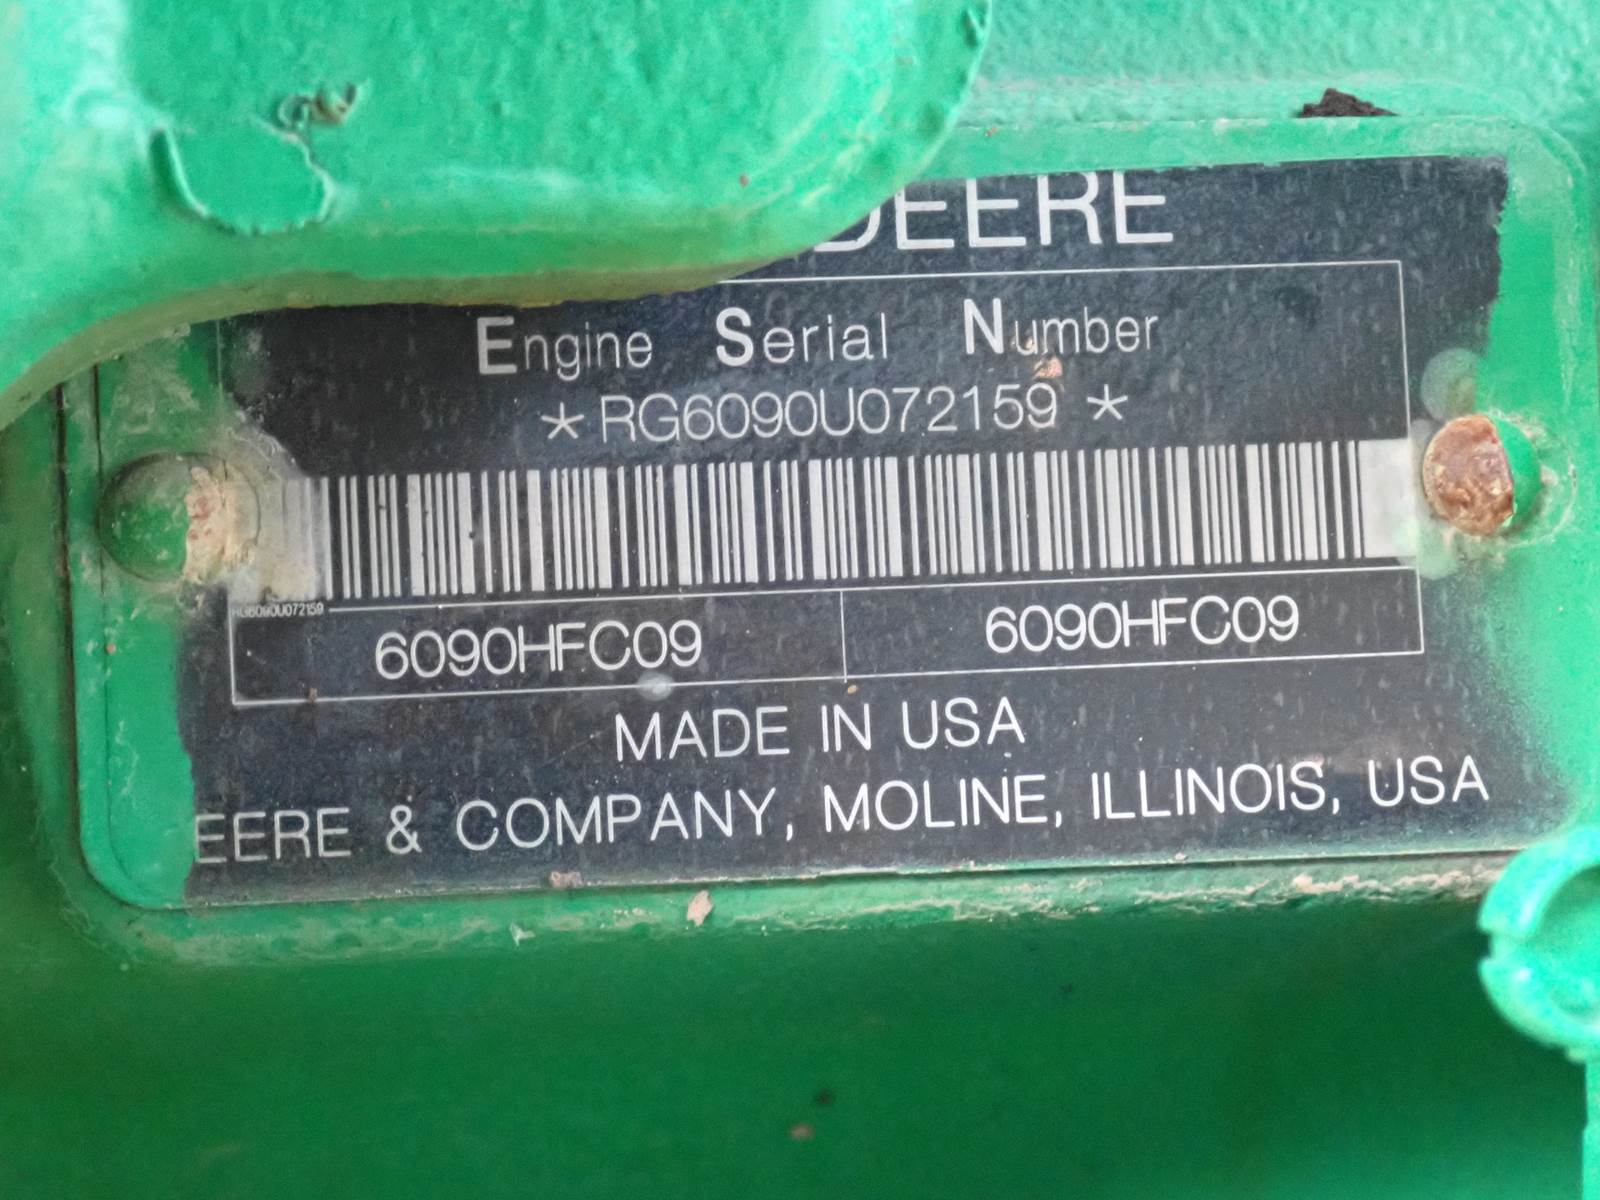 DEERE
Engine Serial Number
*RG6090U072159*
RG6090U072159
6090HFC09 6090HFC09
MADE IN USA
EERE & COMPANY, MOLINE, ILLINOIS, USA